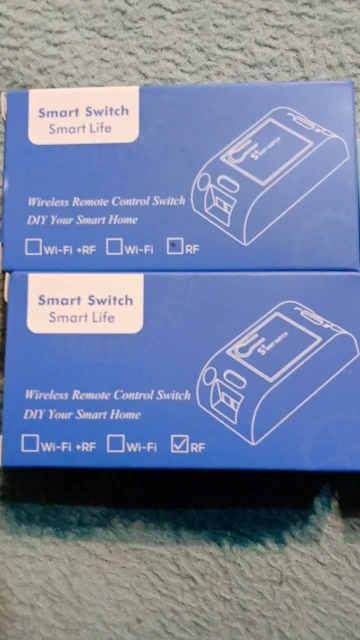 Smart Switch
Smart Life
Wireless Remote Control Switch
DIY Your Smart Home
Wi-Fi +RF Wi-Fi RF
Smart Switch
Smart Life
Wireless Remote Control Switch
DIY Your Smart Home
Wi-Fi +RF Wi-Fi RF